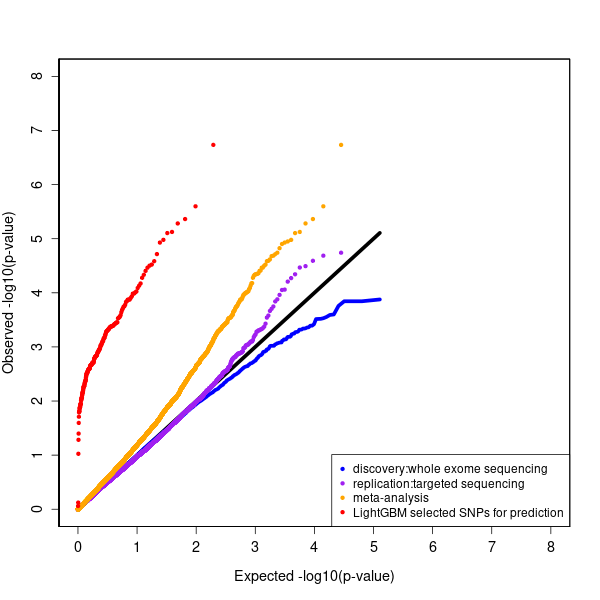 Observed -log10(p-value)
8
7
6
5
4
3
2
1
0
discovery:whole exome sequencing
replication:targeted sequencing
meta-analysis
LightGBM selected SNPs for prediction
0 1 2 3 4 5 6 7 8
Expected -log10(p-value)